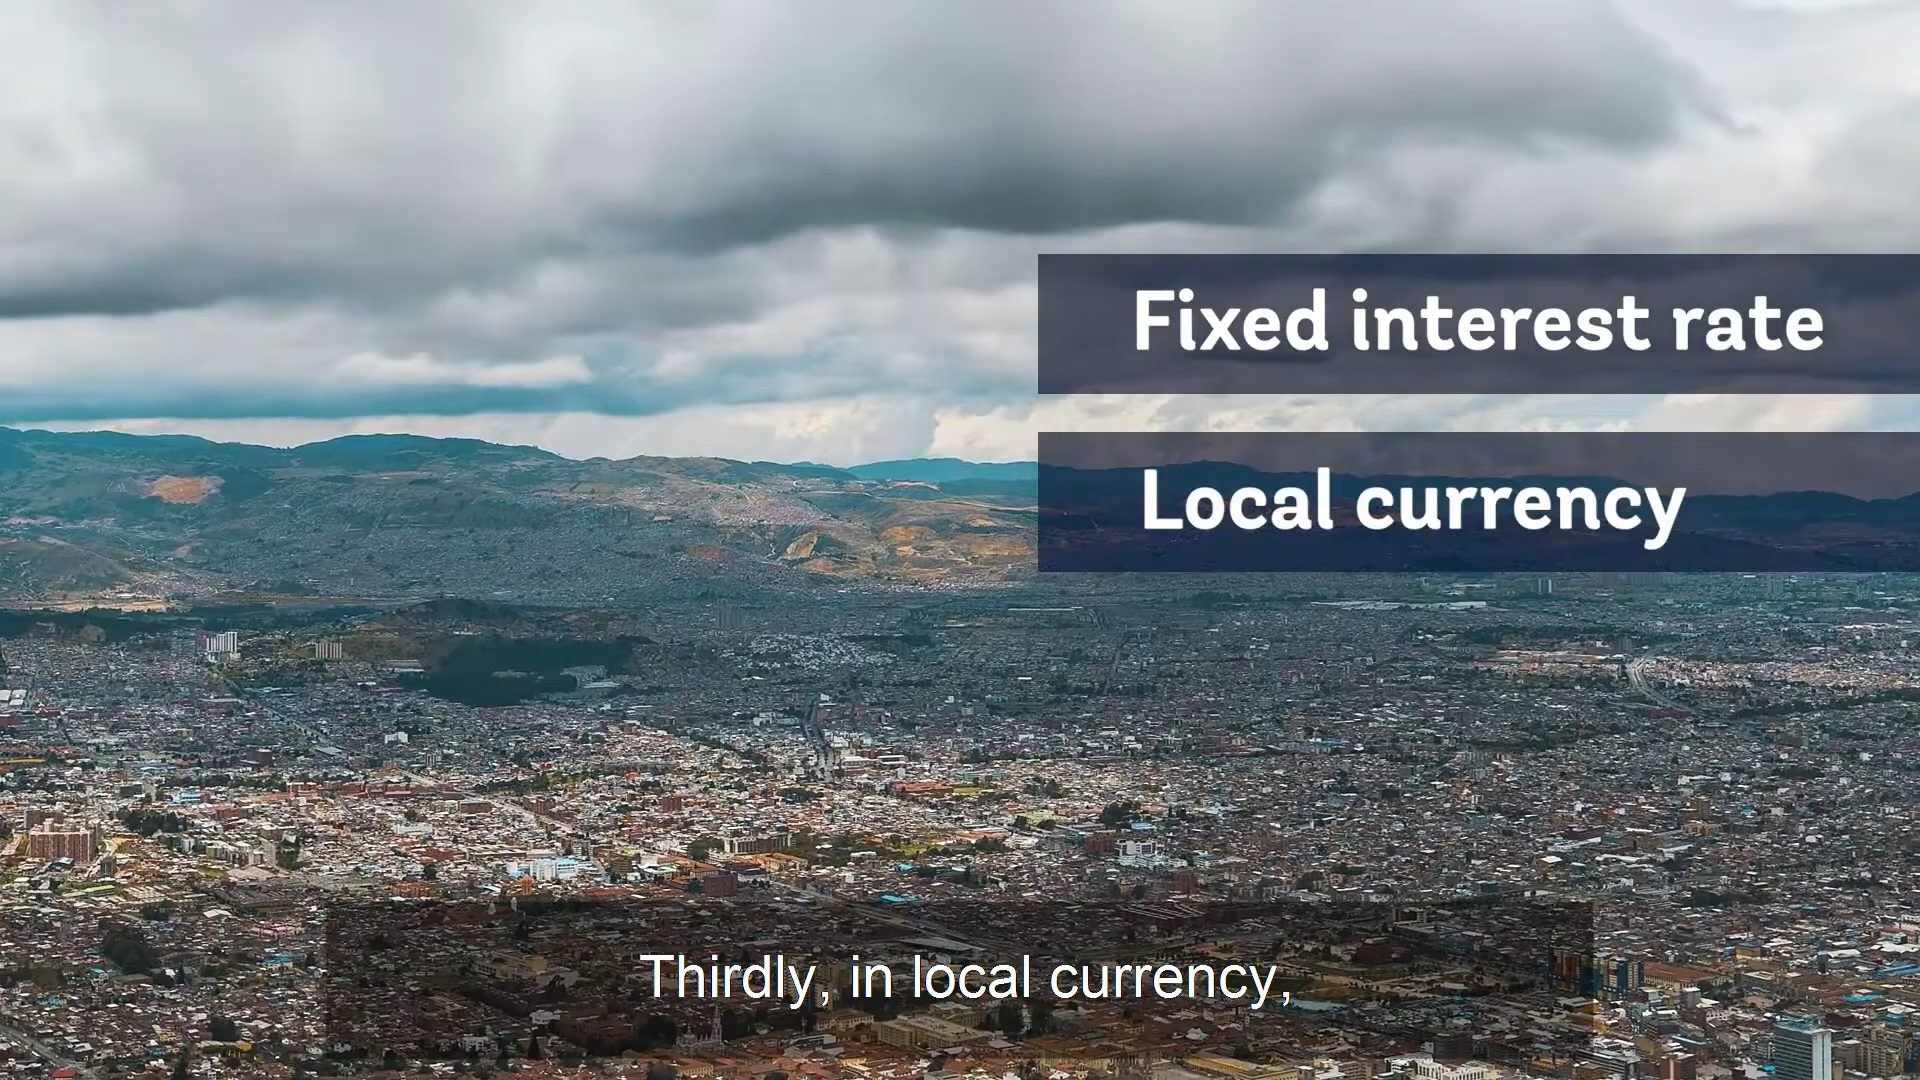 Fixed interest rate
Local currency
Thirdly, in local currency,